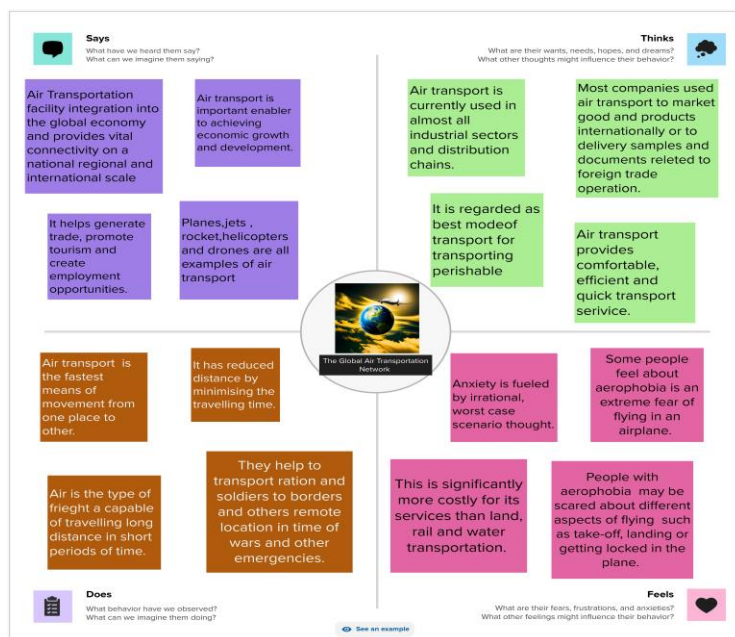 Says
What have we heard them say?
What can we imagine them saying?
Air Transportation
facility integration into
the global economy
and provides vital
connectivity on a
national regional and
international scale
Air transport is
important enabler
to achieving
economic growth
and development.
It helps generate
trade, promote
tourism and
create
employment
opportunities.
Planes,jets ,
rocket,helicopters
and drones are all
examples of air
transport
Thinks
What are their wants, needs, hopes, and dreams?
What other thoughts might influence their behavior?
Air transport is
currently used in
almost all
industrial sectors
and distribution
chains.
Most companies used
air transport to market
good and products
internationally or to
delivery samples and
documents releted to
foreign trade
operation.
It is regarded as
best modeof
transport for
transporting
perishable
Air transport
provides
comfortable,
efficient and
quick transport
serivice.
The Global Air Transportation
Network
Air transport is
the fastest
means of
movement from
one place to
other.
It has reduced
distance by
minimising the
travelling time.
Air is the type of
frieght a capable
of travelling long
distance in short
periods of time.
They help to
transport ration and
soldiers to borders
and others remote
location in time of
wars and other
emergencies.
Does
What behavior have we observed?
What can we imagine them doing?
Anxiety is fueled
by irrational,
worst case
scenario thought.
Some people
feel about
aerophobia is an
extreme fear of
flying in an
airplane.
This is significantly
more costly for its
services than land,
rail and water
transportation.
People with
aerophobia may be
scared about different
aspects of flying such
as take-off, landing or
getting locked in the
plane.
Feels
What are their fears, frustrations, and anxieties?
What other feelings might influence their behavior?
See an example